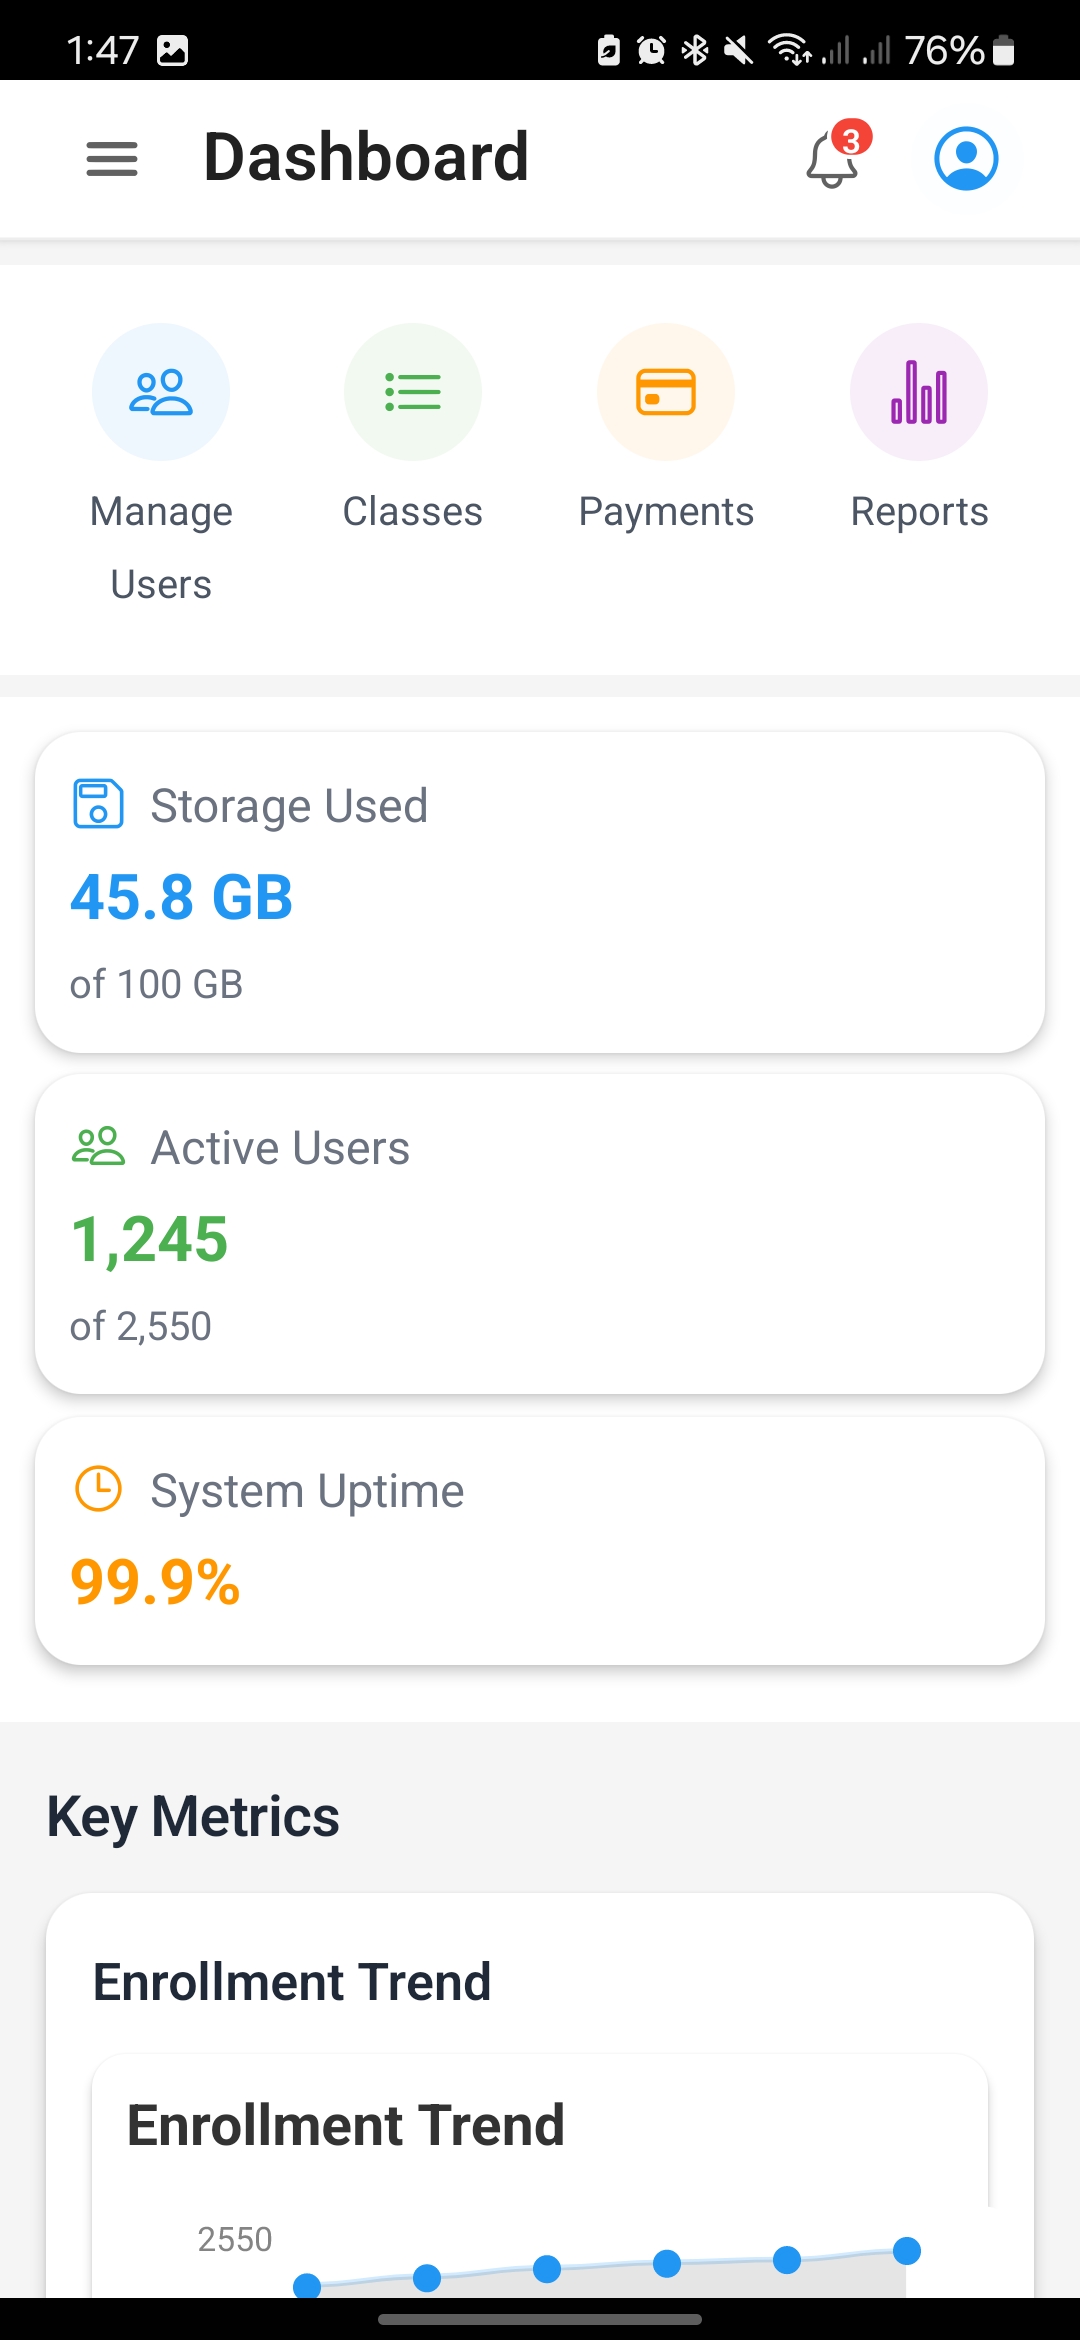 1:47
76%
Dashboard
3
Manage Users
Classes
Payments
Reports
Storage Used
45.8 GB
of 100 GB
Active Users
1,245
of 2,550
System Uptime
99.9%
Key Metrics
Enrollment Trend
Enrollment Trend
2550